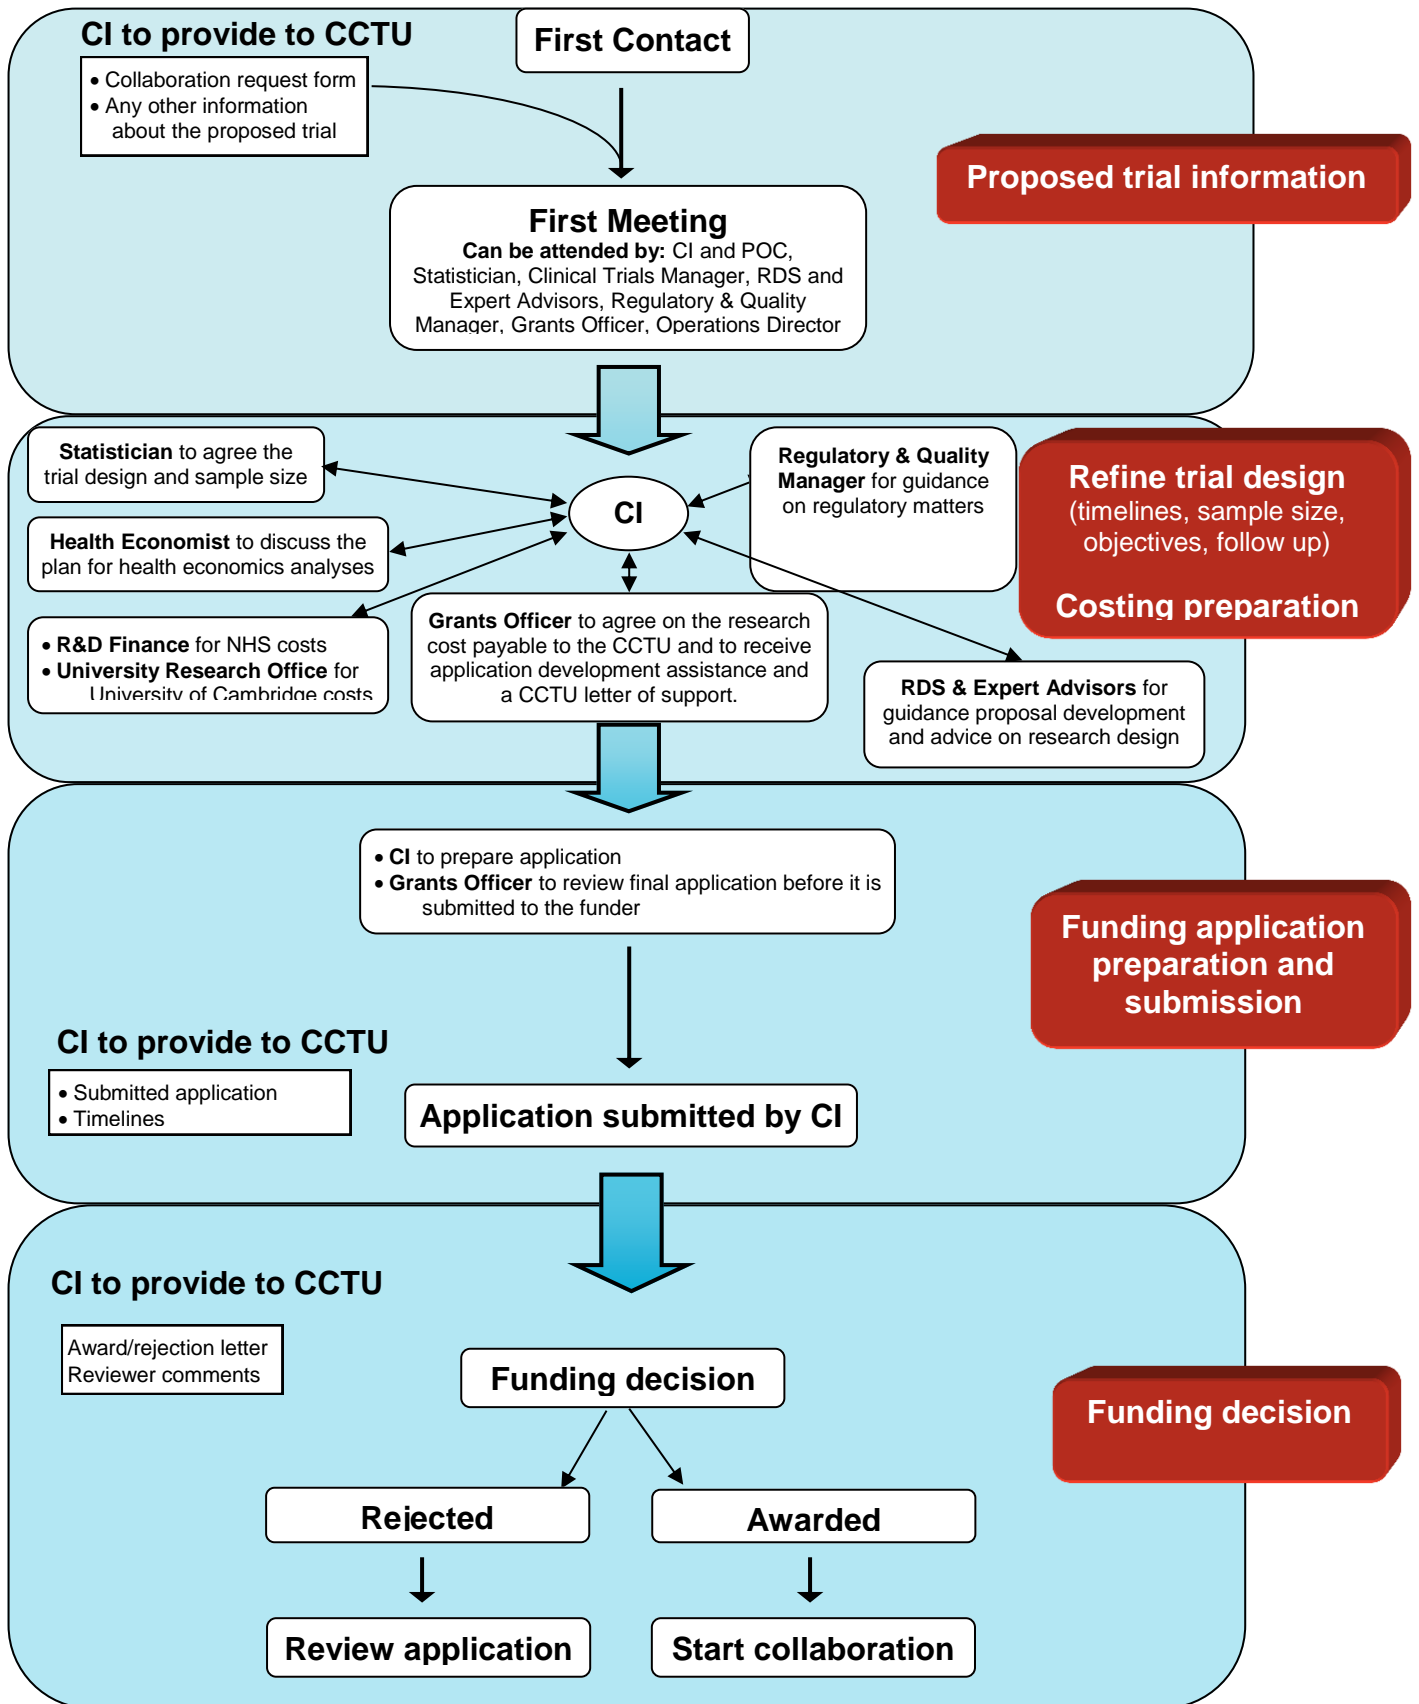 CI to provide to CCTU
• Collaboration request form
• Any other information
about the proposed trial
First Contact
Proposed trial information
First Meeting
Can be attended by: CI and POC,
Statistician, Clinical Trials Manager, RDS and
Expert Advisors, Regulatory & Quality
Manager, Grants Officer, Operations Director
Statistician to agree the
trial design and sample size
Health Economist to discuss the
plan for health economics analyses
• R&D Finance for NHS costs
• University Research Office for
University of Cambridge costs
CI
Grants Officer to agree on the research
cost payable to the CCTU and to receive
application development assistance and
a CCTU letter of support.
Regulatory & Quality
Manager for guidance
on regulatory matters
RDS & Expert Advisors for
guidance proposal development
and advice on research design
Refine trial design
(timelines, sample size,
objectives, follow up)
Costing preparation
• CI to prepare application
• Grants Officer to review final application before it is
submitted to the funder
Funding application
preparation and
submission
CI to provide to CCTU
• Submitted application
• Timelines
Application submitted by CI
CI to provide to CCTU
Award/rejection letter
Reviewer comments
Funding decision
Funding decision
Rejected
Awarded
Review application
Start collaboration